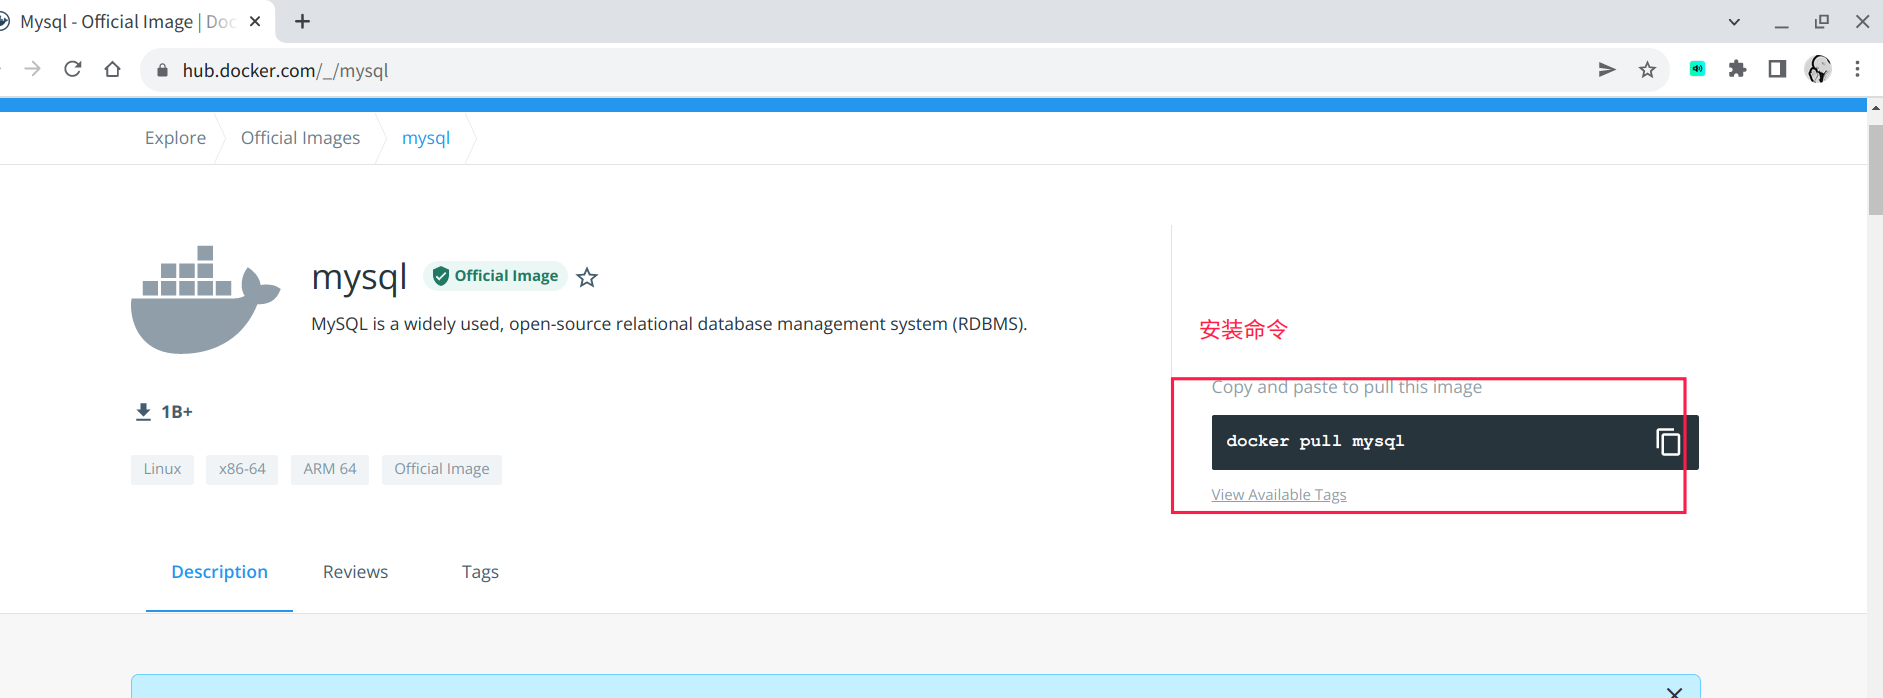 Mysql - Official Image | Doc
hub.docker.com/_/mysql
Explore
Official Images
mysql
mysql
Official Image
MySQL is a widely used, open-source relational database management system (RDBMS).
安装命令
Copy and paste to pull this image
1B+
docker pull mysql
Linux
x86-64
ARM 64
Official Image
View Available Tags
Description
Reviews
Tags